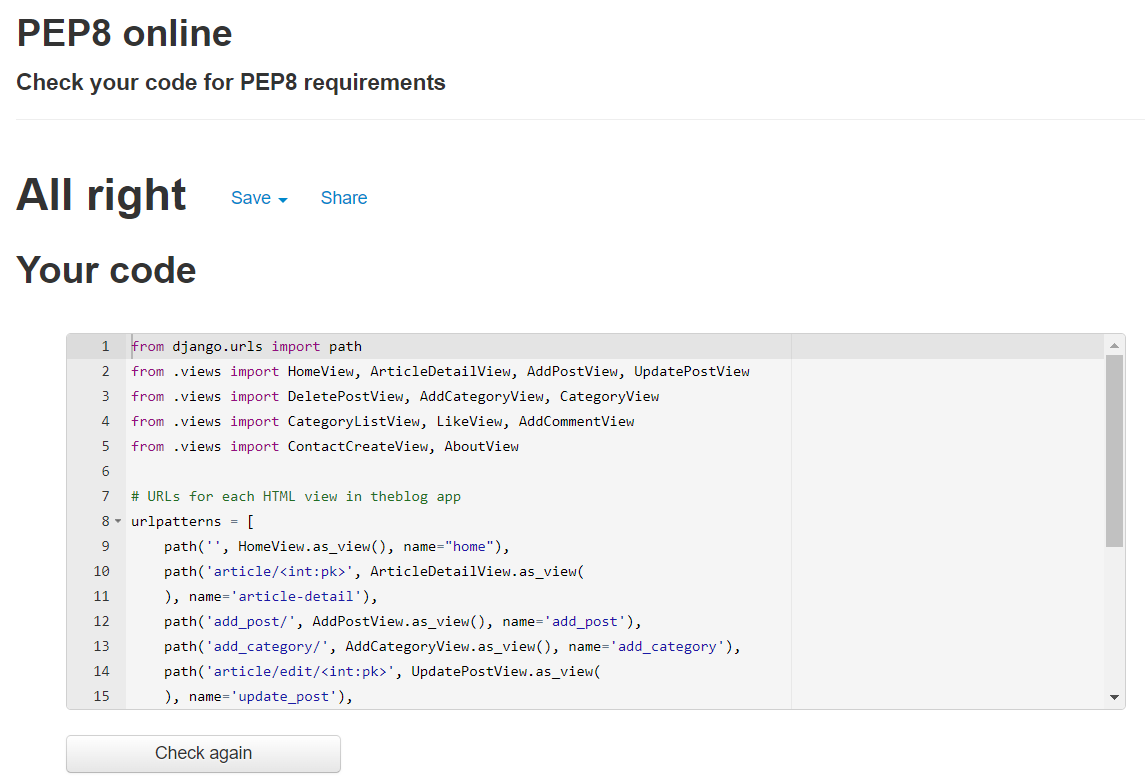 PEP8 online
Check your code for PEP8 requirements
All right Save Share
Your code
1 from django.urls import path
2 from .views import HomeView, ArticleDetailView, AddPostView, UpdatePostView
3 from .views import DeletePostView, AddCategoryView, CategoryView
4 from .views import CategoryListView, LikeView, AddCommentView
5 from .views import ContactCreateView, AboutView
6
7 # URLs for each HTML view in theblog app
8 urlpatterns = [
9     path('', HomeView.as_view(), name="home"),
10     path('article/<int:pk>', ArticleDetailView.as_view(
11     ), name='article-detail'),
12     path('add_post/', AddPostView.as_view(), name='add_post'),
13     path('add_category/', AddCategoryView.as_view(), name='add_category'),
14     path('article/edit/<int:pk>', UpdatePostView.as_view(
15     ), name='update_post'),
Check again